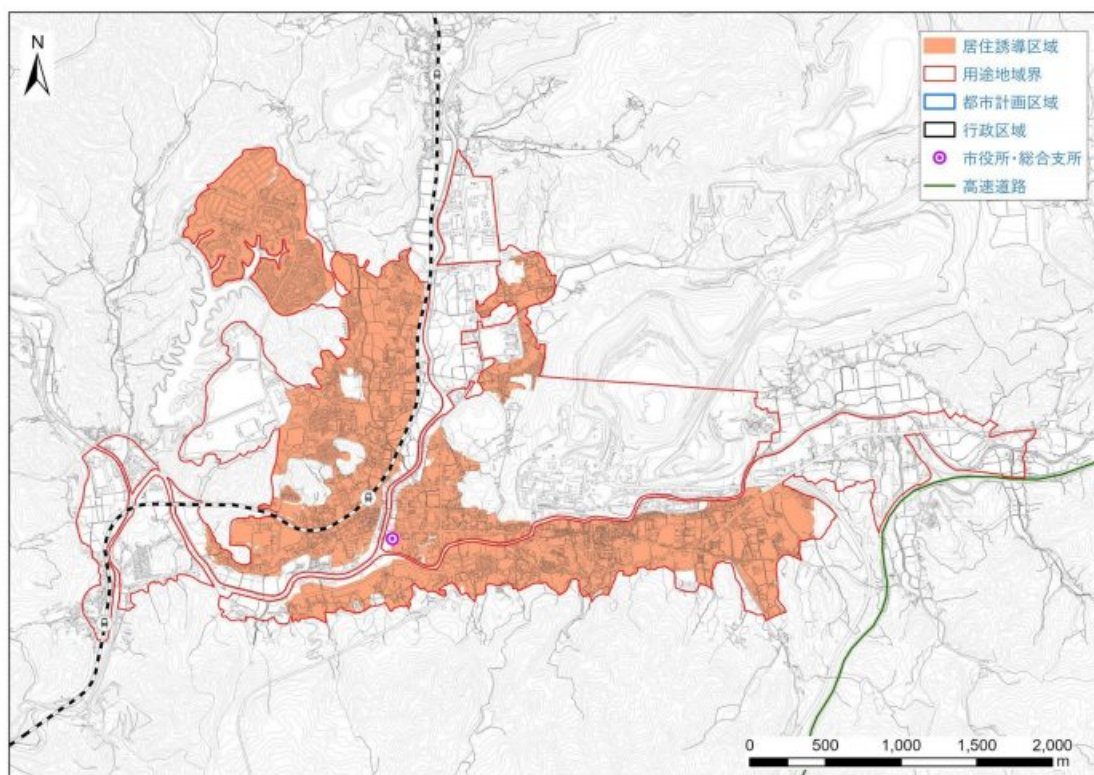 N
居住誘導区域
用途地域界
都市計画区域
行政区域
市役所・総合支所
高速道路
0 500 1,000 1,500 2,000
m